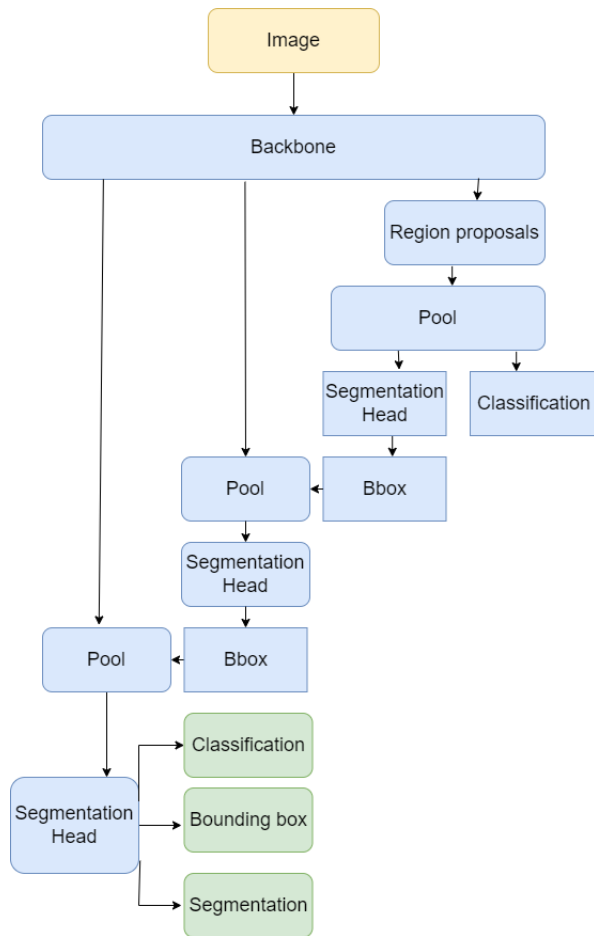 Image
Backbone
Region proposals
Pool
Segmentation
Head
Classification
Pool
Bbox
Segmentation
Head
Pool
Bbox
Classification
Segmentation
Head
Bounding box
Segmentation